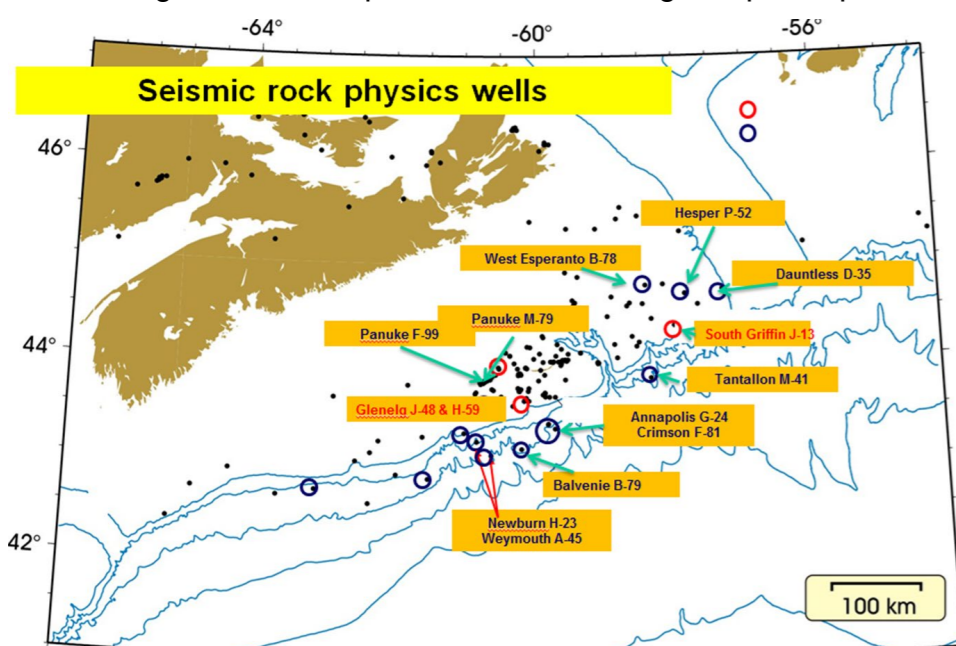 -64°
-60°
-56°
Seismic rock physics wells
46°
Hesper P-52
West Esperanto B-78
Dauntless D-35
Panuke M-79
Panuke F-99
South Griffin J-13
44°
Tantallon M-41
Glenelg J-48 & H-59
Annapolis G-24
Crimson F-81
Balvenie B-79
Newburn H-23
Weymouth A-45
42°
100 km